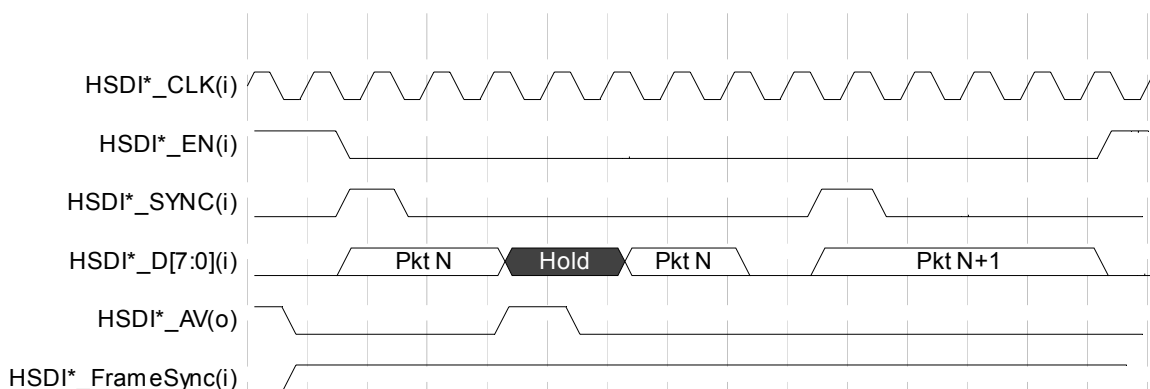 HSDI*_CLK(i)
HSDI*_EN(i)
HSDI*_SYNC(i)
HSDI*_D[7:0](i) Pkt N Hold Pkt N Pkt N+1
HSDI*_AV(o)
HSDI*_FrameSync(i)